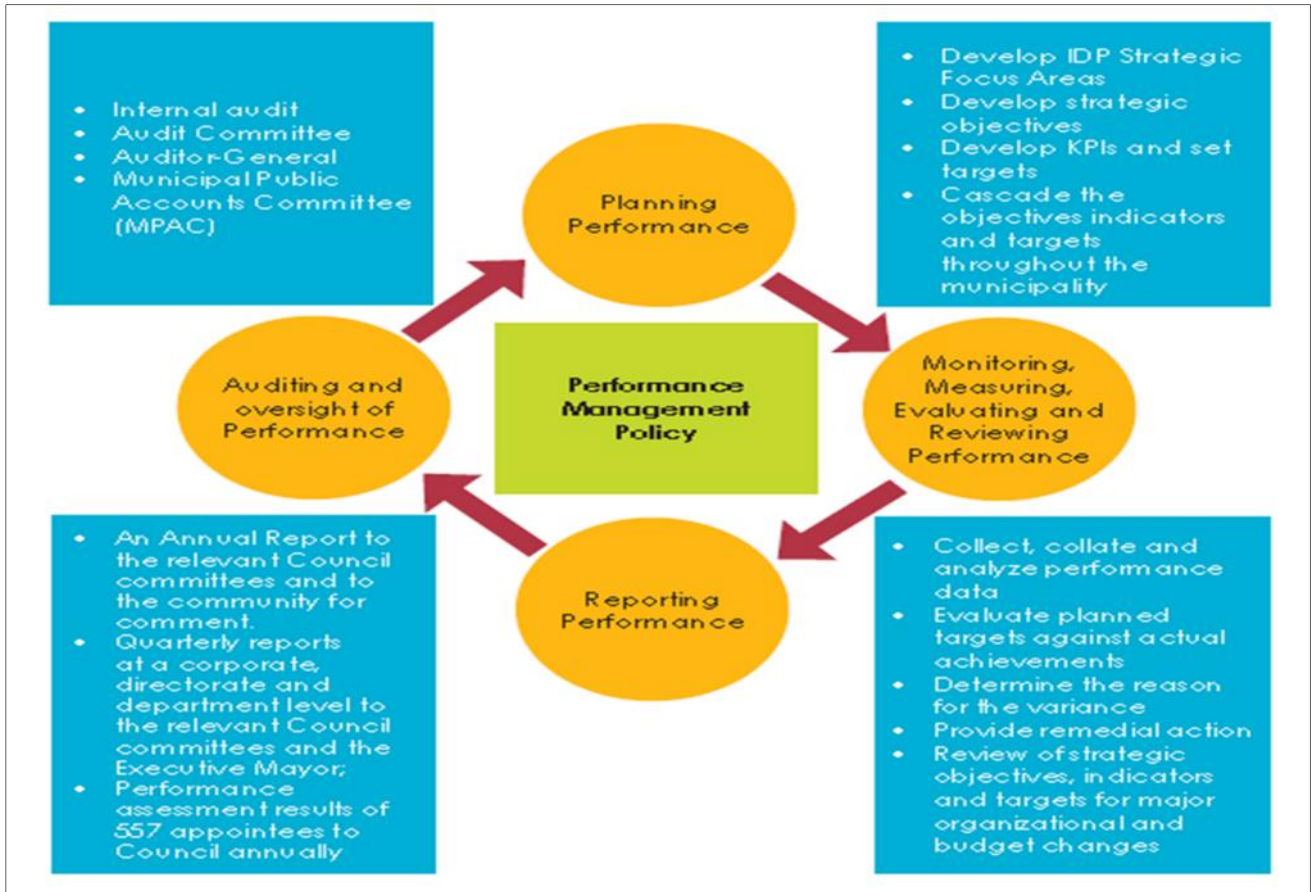 • Internal audit
• Audit Committee
• Auditor-General
• Municipal Public
Accounts Committee
(MPAC)
Planning
Performance
• Develop IDP Strategic
Focus Areas
• Develop strategic
objectives
• Develop KPIs and set
targets
• Cascade the
objectives indicators
and targets
throughout the
municipality
Auditing and
oversight of
Performance
Performance
Management
Policy
Monitoring,
Measuring,
Evaluating and
Reviewing
Performance
• An Annual Report to
the relevant Council
committees and to
the community for
comment.
• Quarterly reports
at a corporate,
directorate and
department level to
the relevant Council
committees and the
Executive Mayor;
• Performance
assessment results of
S57 appointees to
Council annually
Reporting
Performance
• Collect, collate and
analyze performance
data
• Evaluate planned
targets against actual
achievements
• Determine the reason
for the variance
• Provide remedial action
• Review of strategic
objectives, indicators
and targets for major
organizational and
budget changes